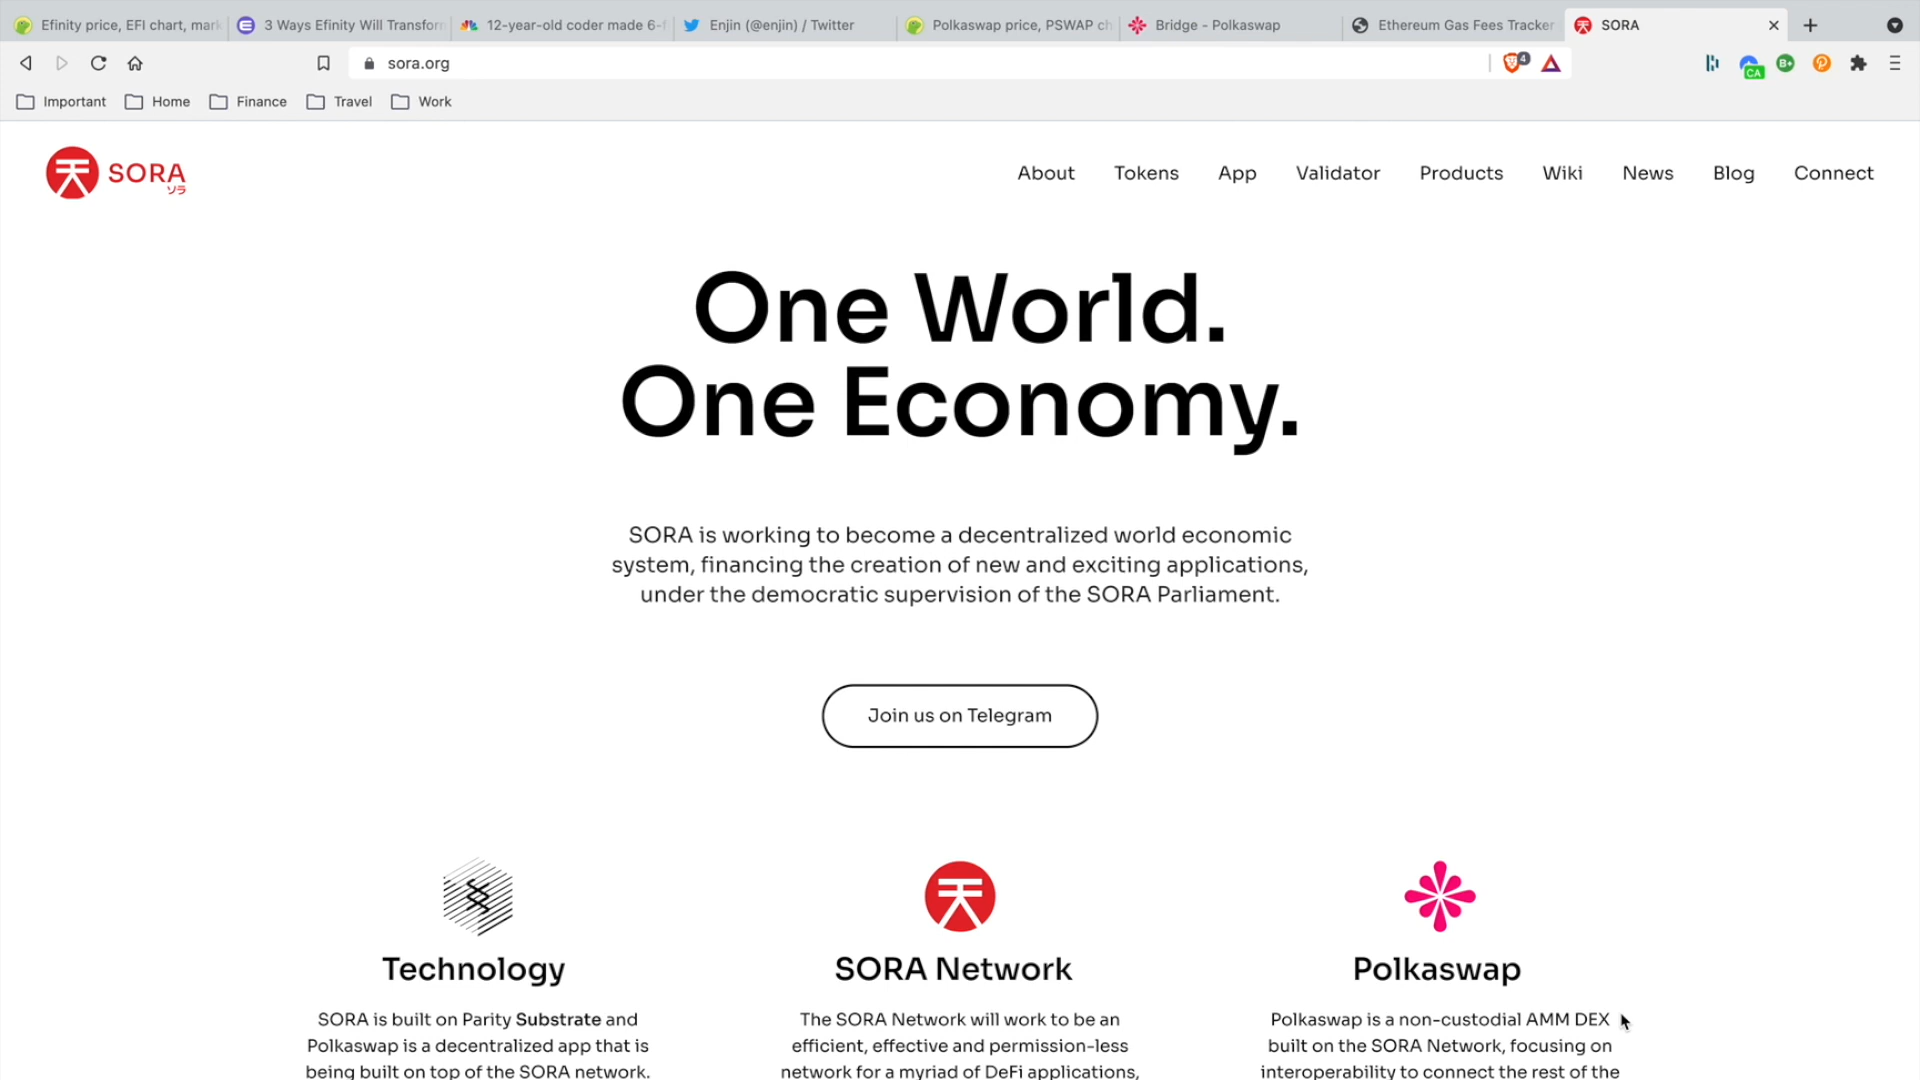 Efinity price, EFI chart, mark
3 Ways Efinity Will Transform
12-year-old coder made 6-f
Enjin (@enjin) / Twitter
Polkaswap price, PSWAP ch
Bridge - Polkaswap
Ethereum Gas Fees Tracker
SORA
sora.org
4
CA
B+
Important
Home
Finance
Travel
Work
天 SORA
ソラ
About
Tokens
App
Validator
Products
Wiki
News
Blog
Connect
One World.
One Economy.
SORA is working to become a decentralized world economic
system, financing the creation of new and exciting applications,
under the democratic supervision of the SORA Parliament.
Join us on Telegram
天
Technology
SORA Network
Polkaswap
SORA is built on Parity Substrate and
Polkaswap is a decentralized app that is
being built on top of the SORA network.
The SORA Network will work to be an
efficient, effective and permission-less
network for a myriad of DeFi applications,
Polkaswap is a non-custodial AMM DEX
built on the SORA Network, focusing on
interoperability to connect the rest of the